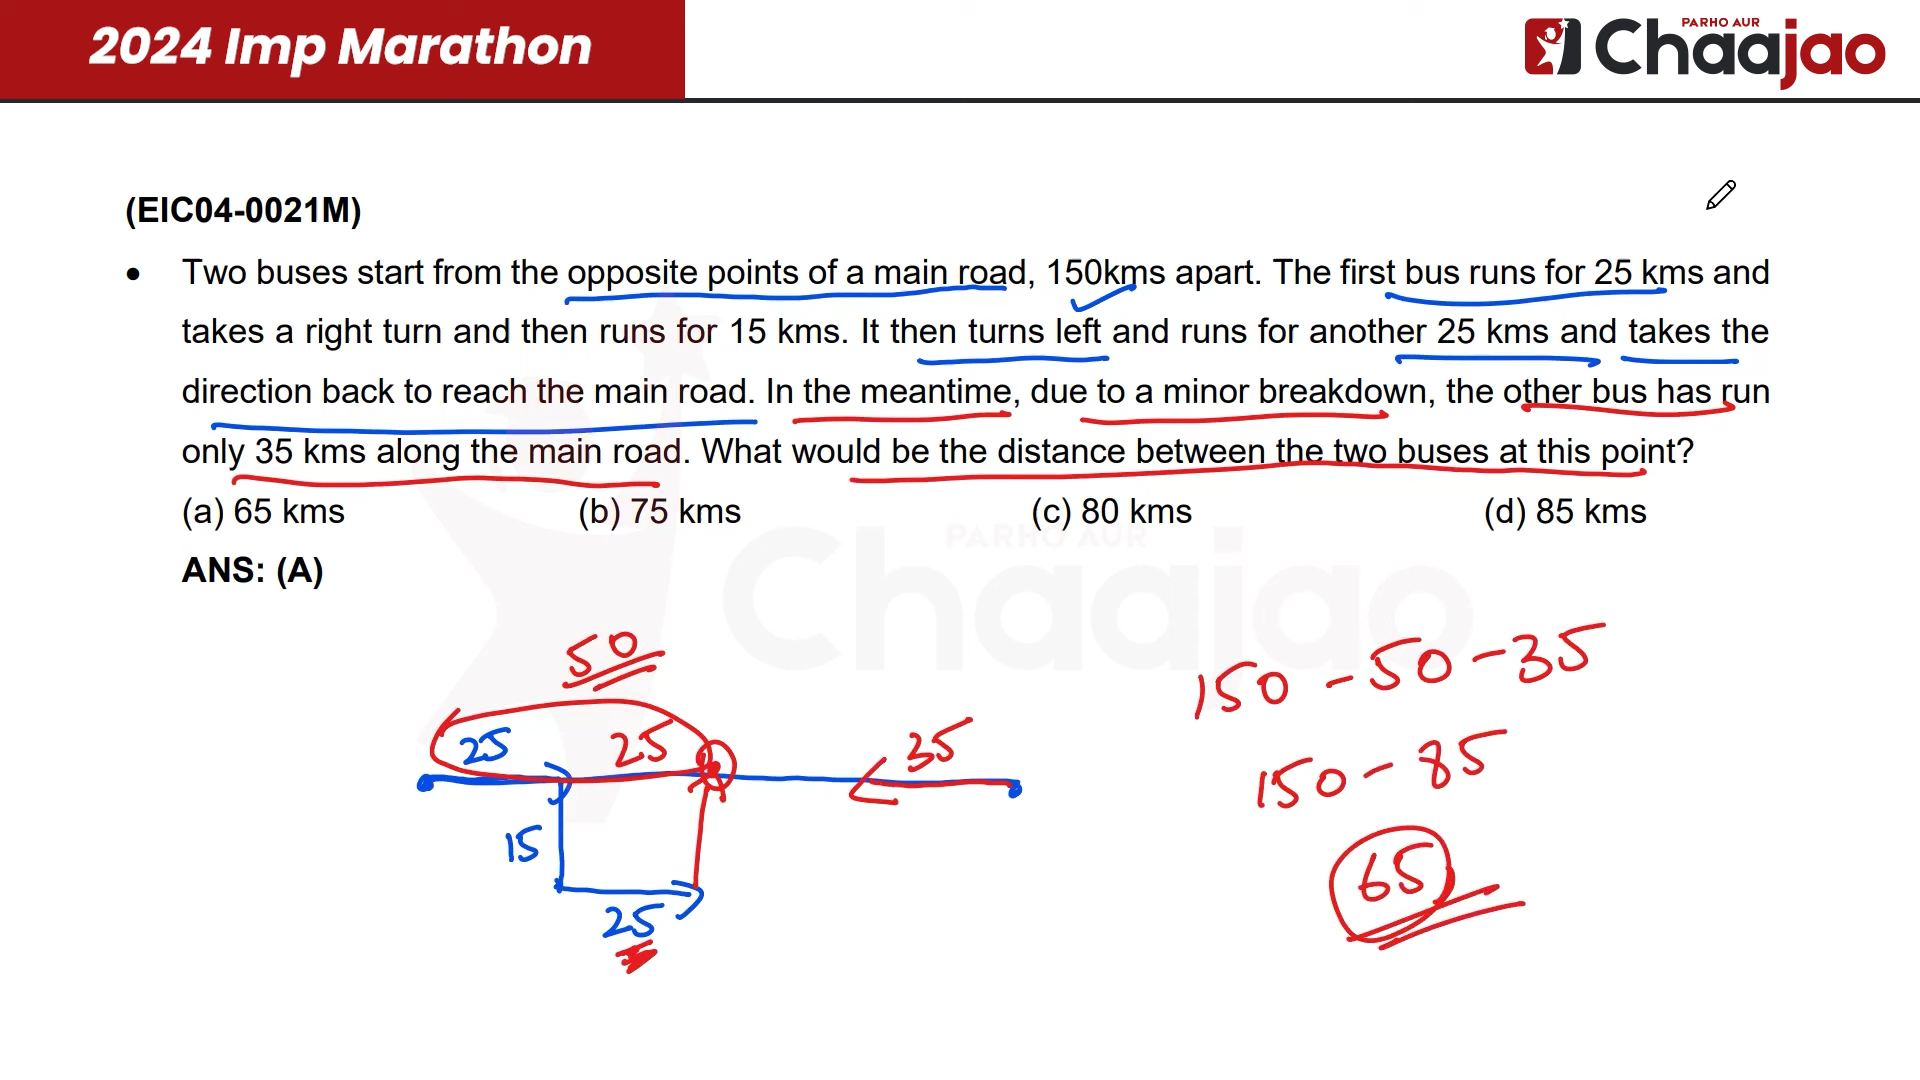 2024 Imp Marathon
PARHO AUR
Chaajao
(EIC04-0021M)
• Two buses start from the opposite points of a main road, 150kms apart. The first bus runs for 25 kms and
takes a right turn and then runs for 15 kms. It then turns left and runs for another 25 kms and takes the
direction back to reach the main road. In the meantime, due to a minor breakdown, the other bus has run
only 35 kms along the main road. What would be the distance between the two buses at this point?
(a) 65 kms (b) 75 kms (c) 80 kms (d) 85 kms
ANS: (A)
PARHO AUR
Chaajao
50
25 25 35
15
25
150 - 50 - 35
150 - 85
65